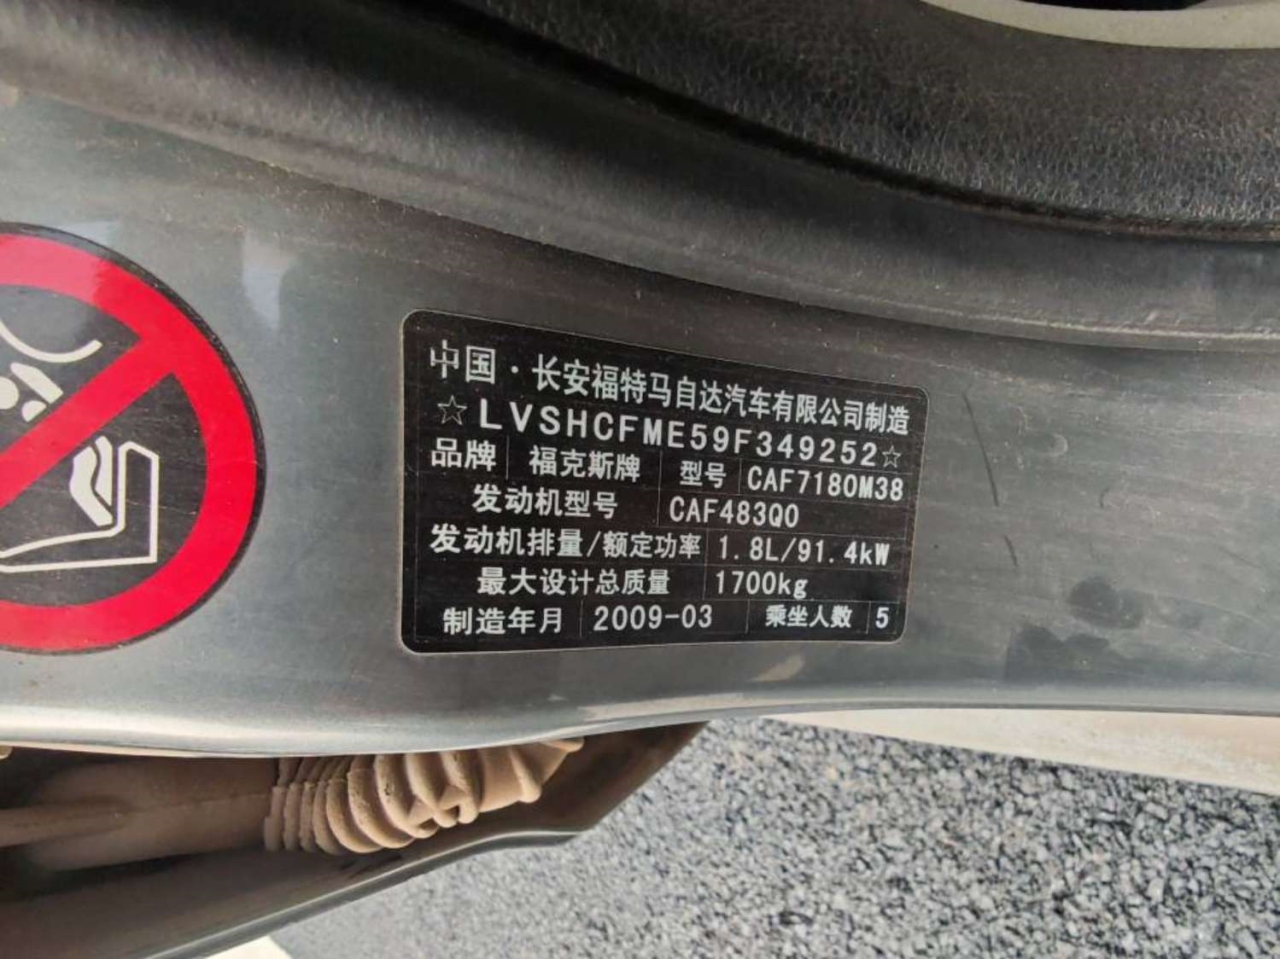 中国·长安福特马自达汽车有限公司制造
☆LVSHCFME59F349252☆
品牌 福克斯牌 型号 CAF7180M38
发动机型号 CAF483Q0
发动机排量/额定功率 1.8L/91.4kW
最大设计总质量 1700kg
制造年月 2009-03 乘坐人数 5